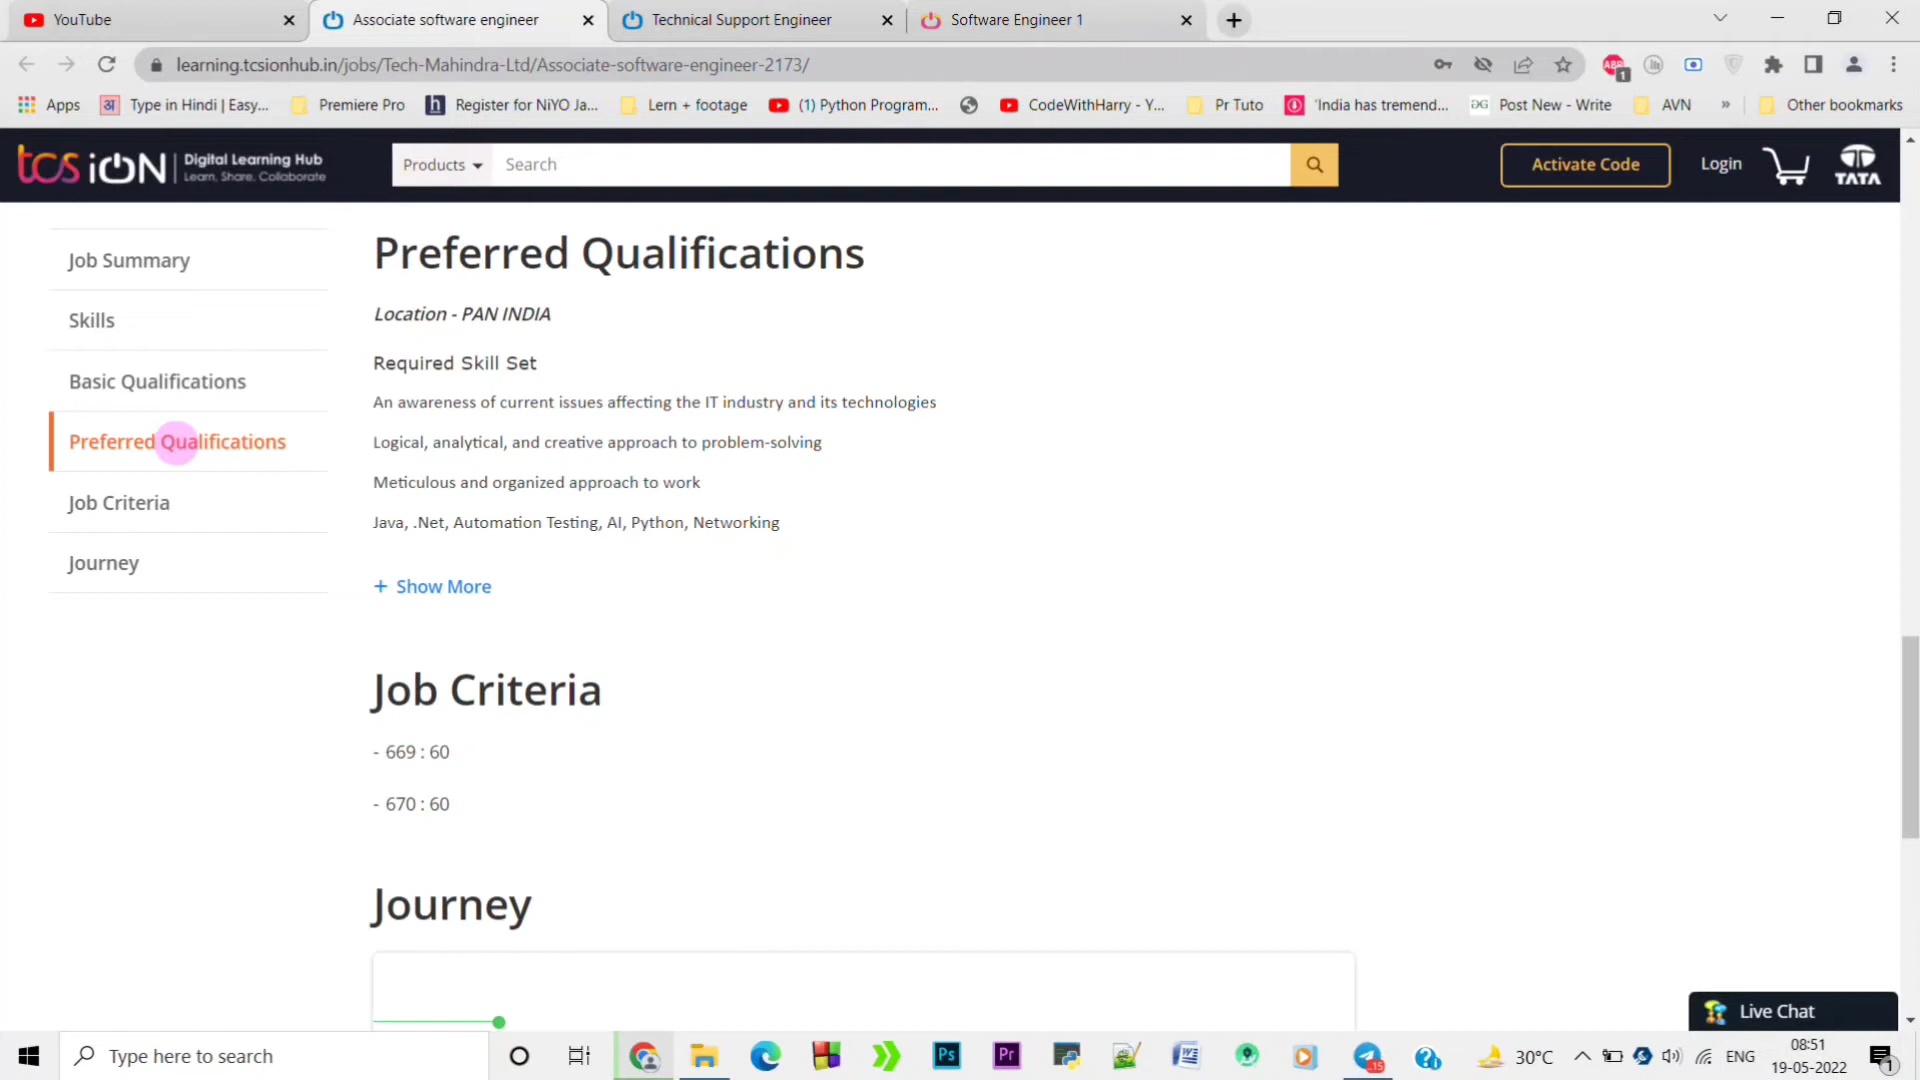 YouTube
Associate software engineer
Technical Support Engineer
Software Engineer 1
learning.tcsionhub.in/jobs/Tech-Mahindra-Ltd/Associate-software-engineer-2173/
ABP
1
Apps
अ
Type in Hindi | Easy...
Premiere Pro
h
Register for NiYO Ja...
Lern + footage
(1) Python Program...
CodeWithHarry - Y...
Pr Tuto
'India has tremend...
Post New - Write
AVN
»
Other bookmarks
tcs iON
Digital Learning Hub
Learn. Share. Collaborate
Products
Search
Activate Code
Login
TATA
Job Summary
Skills
Basic Qualifications
Preferred Qualifications
Job Criteria
Journey
Preferred Qualifications
Location - PAN INDIA
Required Skill Set
An awareness of current issues affecting the IT industry and its technologies
Logical, analytical, and creative approach to problem-solving
Meticulous and organized approach to work
Java, .Net, Automation Testing, AI, Python, Networking
+ Show More
Job Criteria
- 669 : 60
- 670 : 60
Journey
Live Chat
Type here to search
Ps
Pr
W
15
30°C
ENG
08:51
19-05-2022
1